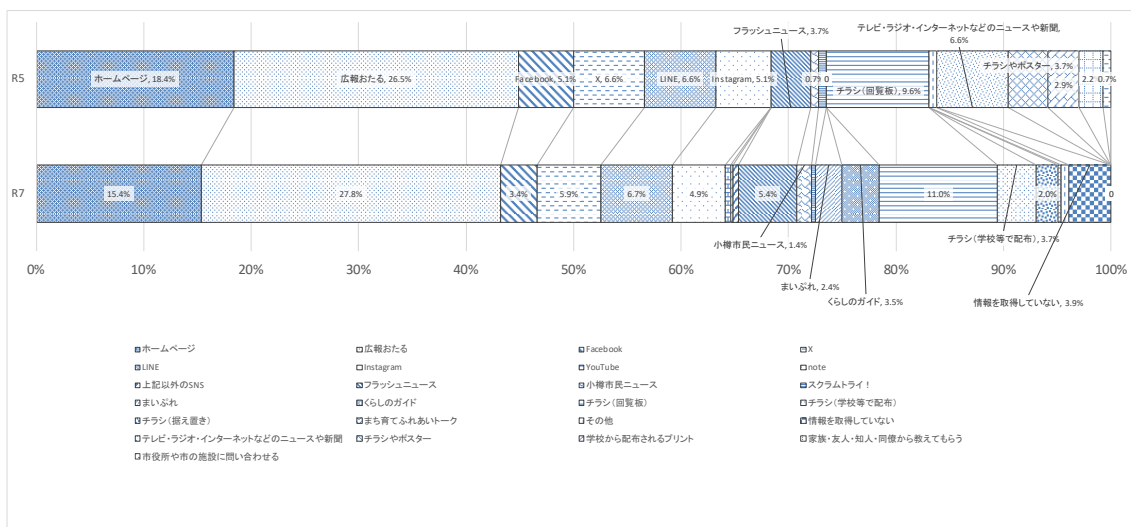 フラッシュニュース, 3.7%
テレビ・ラジオ・インターネットなどのニュースや新聞,
6.6%
R5
ホームページ, 18.4%
広報おたる, 26.5%
Facebook, 5.1%
X, 6.6%
LINE, 6.6%
Instagram, 5.1%
0.7%
0
チラシ(回覧板), 9.6%
チラシやポスター, 3.7%
2.9%
2.2
0.7%
R7
15.4%
27.8%
3.4%
5.9%
6.7%
4.9%
5.4%
11.0%
2.0%
0
小樽市民ニュース, 1.4%
チラシ(学校等で配布), 3.7%
0%
10%
20%
30%
40%
50%
60%
70%
80%
90%
100%
まいぷれ, 2.4%
くらしのガイド, 3.5%
情報を取得していない, 3.9%
ホームページ
広報おたる
Facebook
X
LINE
Instagram
YouTube
note
上記以外のSNS
フラッシュニュース
小樽市民ニュース
スクラムトライ!
まいぷれ
くらしのガイド
チラシ(回覧板)
チラシ(学校等で配布)
チラシ(据え置き)
まち育てふれあいトーク
その他
情報を取得していない
テレビ・ラジオ・インターネットなどのニュースや新聞
チラシやポスター
学校から配布されるプリント
家族・友人・知人・同僚から教えてもらう
市役所や市の施設に問い合わせる